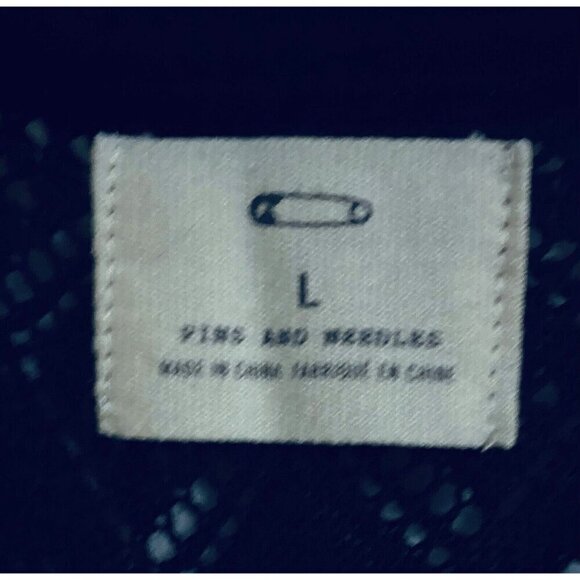 L
PINS AND NEEDLES
MADE IN CHINA FABRIQUÉ EN CHINE